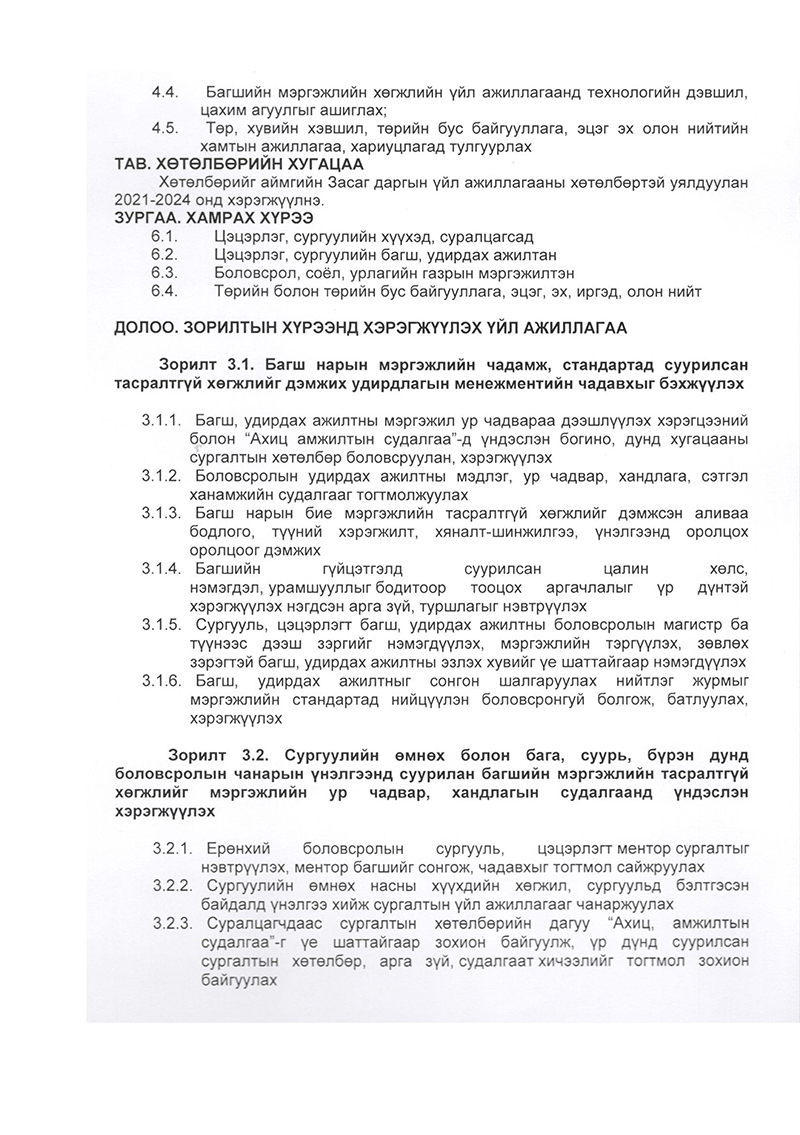 4.4. Багшийн мэргэжлийн хөгжлийн үйл ажиллагаанд технологийн дэвшил,
цахим агуулгыг ашиглах;
4.5. Төр, хувийн хэвшил, төрийн бус байгууллага, эцэг эх олон нийтийн
хамтын ажиллагаа, хариуцлагад тулгуурлах
ТАВ. ХӨТӨЛБӨРИЙН ХУГАЦАА
Хөтөлбөрийг аймгийн Засаг даргын үйл ажиллагааны хөтөлбөртэй уялдуулан
2021-2024 онд хэрэгжүүлнэ.
ЗУРГАА. ХАМРАХ ХҮРЭЭ
6.1. Цэцэрлэг, сургуулийн хүүхэд, суралцагсад
6.2. Цэцэрлэг, сургуулийн багш, удирдах ажилтан
6.3. Боловсрол, соёл, урлагийн газрын мэргэжилтэн
6.4. Төрийн болон төрийн бус байгууллага, эцэг, эх, иргэд, олон нийт
ДОЛОО. ЗОРИЛТЫН ХҮРЭЭНД ХЭРЭГЖҮҮЛЭХ ҮЙЛ АЖИЛЛАГАА
Зорилт 3.1. Багш нарын мэргэжлийн чадамж, стандартад суурилсан
тасралтгүй хөгжлийг дэмжих удирдлагын менежментийн чадавхыг бэхжүүлэх
3.1.1. Багш, удирдах ажилтны мэргэжил ур чадвараа дээшлүүлэх хэрэгцээний
болон “Ахиц амжилтын судалгаа”-д үндэслэн богино, дунд хугацааны
сургалтын хөтөлбөр боловсруулан, хэрэгжүүлэх
3.1.2. Боловсролын удирдах ажилтны мэдлэг, ур чадвар, хандлага, сэтгэл
ханамжийн судалгааг тогтмолжуулах
3.1.3. Багш нарын бие мэргэжлийн тасралтгүй хөгжлийг дэмжсэн аливаа
бодлого, түүний хэрэгжилт, хяналт-шинжилгээ, үнэлгээнд оролцох
оролцоог дэмжих
3.1.4. Багшийн гүйцэтгэлд суурилсан цалин хөлс,
нэмэгдэл, урамшууллыг бодитоор тооцох аргачлалыг үр дүнтэй
хэрэгжүүлэх нэгдсэн арга зүй, туршлагыг нэвтрүүлэх
3.1.5. Сургууль, цэцэрлэгт багш, удирдах ажилтны боловсролын магистр ба
түүнээс дээш зэргийг нэмэгдүүлэх, мэргэжлийн тэргүүлэх, зөвлөх
зэрэгтэй багш, удирдах ажилтны эзлэх хувийг үе шаттайгаар нэмэгдүүлэх
3.1.6. Багш, удирдах ажилтныг сонгон шалгаруулах нийтлэг журмыг
мэргэжлийн стандартад нийцүүлэн боловсронгуй болгож, батлуулах,
хэрэгжүүлэх
Зорилт 3.2. Сургуулийн өмнөх болон бага, суурь, бүрэн дунд
боловсролын чанарын үнэлгээнд суурилан багшийн мэргэжлийн тасралтгүй
хөгжлийг мэргэжлийн ур чадвар, хандлагын судалгаанд үндэслэн
хэрэгжүүлэх
3.2.1. Ерөнхий боловсролын сургууль, цэцэрлэгт ментор сургалтыг
нэвтрүүлэх, ментор багшийг сонгож, чадавхыг тогтмол сайжруулах
3.2.2. Сургуулийн өмнөх насны хүүхдийн хөгжил, сургуульд бэлтгэсэн
байдалд үнэлгээ хийж сургалтын үйл ажиллагааг чанаржуулах
3.2.3. Суралцагчдаас сургалтын хөтөлбөрийн дагуу “Ахиц, амжилтын
судалгаа”-г үе шаттайгаар зохион байгуулж, үр дүнд суурилсан
сургалтын хөтөлбөр, арга зүй, судалгаат хичээлийг тогтмол зохион
байгуулах